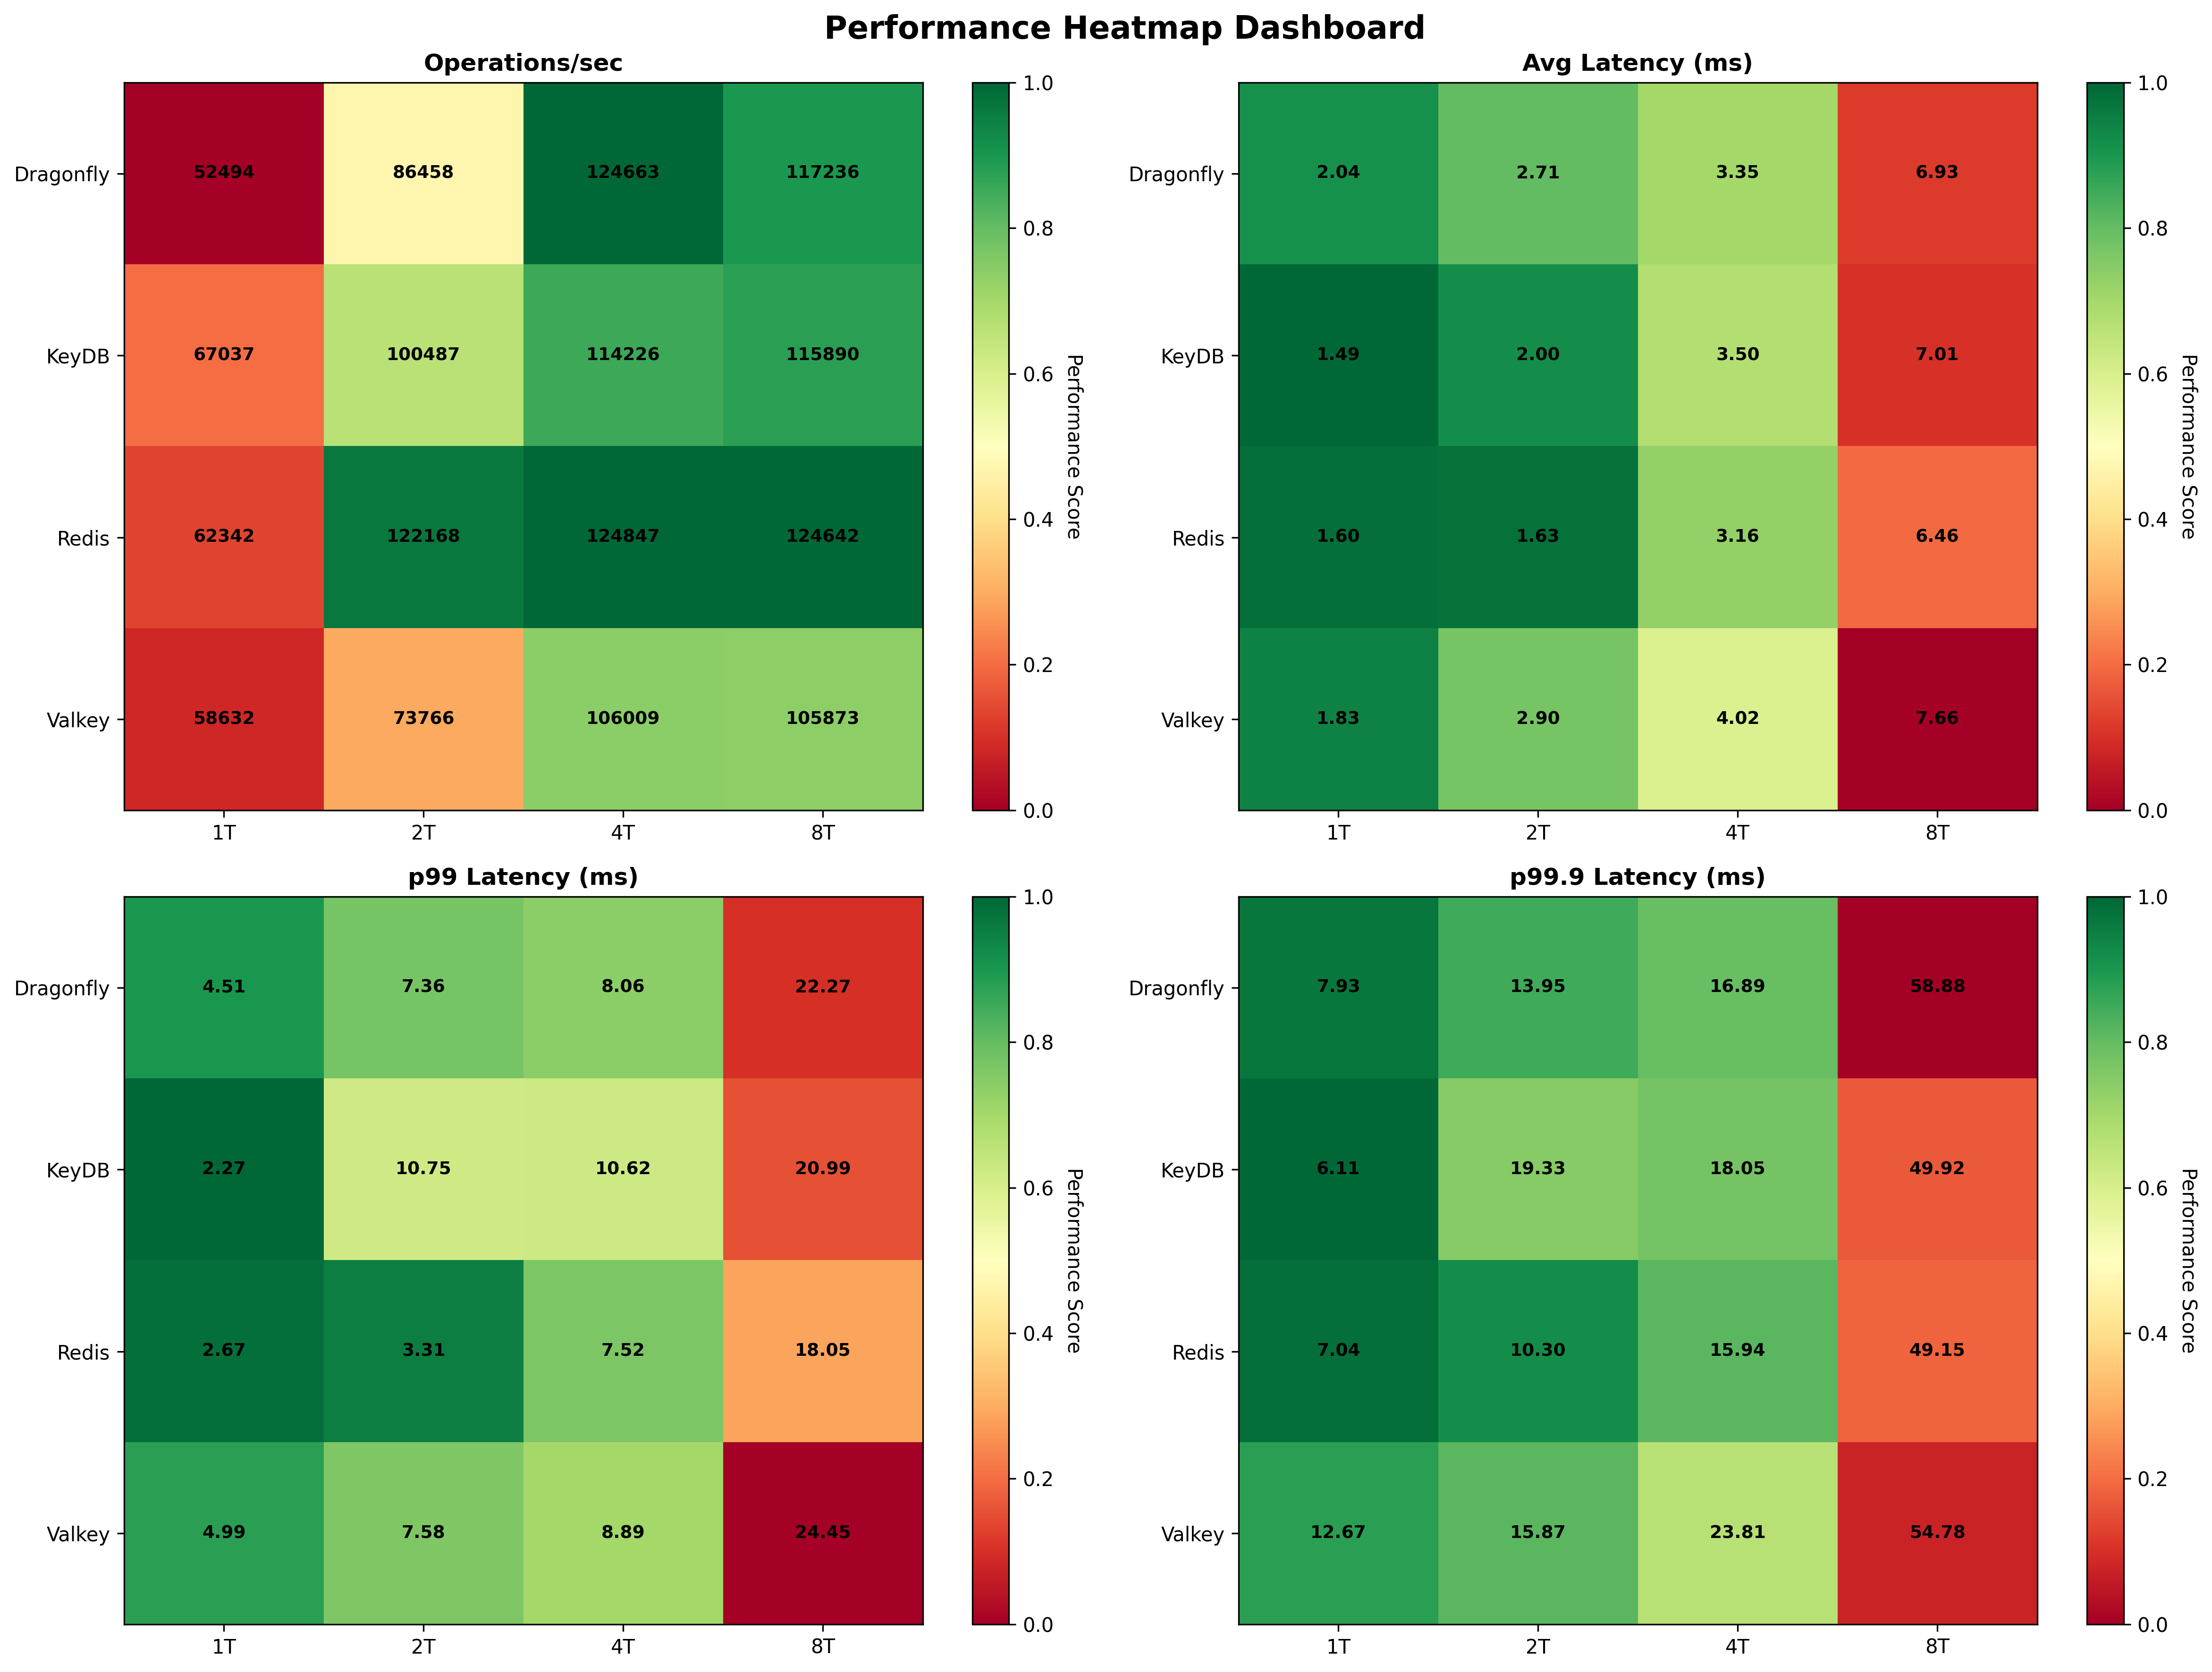 Performance Heatmap Dashboard
Operations/sec
Dragonfly 52494 86458 124663 117236
KeyDB 67037 100487 114226 115890
Redis 62342 122168 124847 124642
Valkey 58632 73766 106009 105873
1T 2T 4T 8T
1.0
0.8
0.6
0.4
0.2
0.0
Performance Score
Avg Latency (ms)
Dragonfly 2.04 2.71 3.35 6.93
KeyDB 1.49 2.00 3.50 7.01
Redis 1.60 1.63 3.16 6.46
Valkey 1.83 2.90 4.02 7.66
1T 2T 4T 8T
1.0
0.8
0.6
0.4
0.2
0.0
Performance Score
p99 Latency (ms)
Dragonfly 4.51 7.36 8.06 22.27
KeyDB 2.27 10.75 10.62 20.99
Redis 2.67 3.31 7.52 18.05
Valkey 4.99 7.58 8.89 24.45
1T 2T 4T 8T
1.0
0.8
0.6
0.4
0.2
0.0
Performance Score
p99.9 Latency (ms)
Dragonfly 7.93 13.95 16.89 58.88
KeyDB 6.11 19.33 18.05 49.92
Redis 7.04 10.30 15.94 49.15
Valkey 12.67 15.87 23.81 54.78
1T 2T 4T 8T
1.0
0.8
0.6
0.4
0.2
0.0
Performance Score